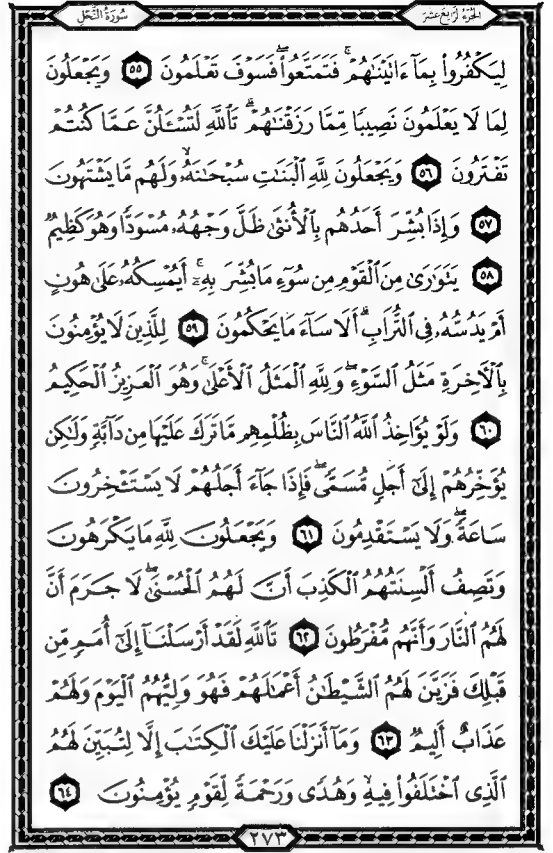 الجزء الرابع عشر
سورة النحل
لِيَكْفُرُوا۟ بِمَآ ءَاتَيْنَٰهُمْ ۚ فَتَمَتَّعُوا۟ ۖ فَسَوْفَ تَعْلَمُونَ ٥٥ وَيَجْعَلُونَ
لِمَا لَا يَعْلَمُونَ نَصِيبًا مِّمَّا رَزَقْنَٰهُمْ ۗ تَٱللَّهِ لَتُسْـَٔلُنَّ عَمَّا كُنتُمْ
تَفْتَرُونَ ٥٦ وَيَجْعَلُونَ لِلَّهِ ٱلْبَنَٰتِ سُبْحَٰنَهُۥ ۙ وَلَهُم مَّا يَشْتَهُونَ
٥٧ وَإِذَا بُشِّرَ أَحَدُهُم بِٱلْأُنثَىٰ ظَلَّ وَجْهُهُۥ مُسْوَدًّا وَهُوَ كَظِيمٌ
٥٨ يَتَوَٰرَىٰ مِنَ ٱلْقَوْمِ مِن سُوٓءِ مَا بُشِّرَ بِهِۦٓ ۚ أَيُمْسِكُهُۥ عَلَىٰ هُونٍ
أَمْ يَدُسُّهُۥ فِى ٱلتُّرَابِ ۗ أَلَا سَآءَ مَا يَحْكُمُونَ ٥٩ لِلَّذِينَ لَا يُؤْمِنُونَ
بِٱلْـَٔاخِرَةِ مَثَلُ ٱلسَّوْءِ ۖ وَلِلَّهِ ٱلْمَثَلُ ٱلْأَعْلَىٰ ۚ وَهُوَ ٱلْعَزِيزُ ٱلْحَكِيمُ
٦٠ وَلَوْ يُؤَاخِذُ ٱللَّهُ ٱلنَّاسَ بِظُلْمِهِم مَّا تَرَكَ عَلَيْهَا مِن دَآبَّةٍ وَلَٰكِن
يُؤَخِّرُهُمْ إِلَىٰٓ أَجَلٍ مُّسَمًّى ۖ فَإِذَا جَآءَ أَجَلُهُمْ لَا يَسْتَـْٔخِرُونَ
سَاعَةً ۖ وَلَا يَسْتَقْدِمُونَ ٦١ وَيَجْعَلُونَ لِلَّهِ مَا يَكْرَهُونَ
وَتَصِفُ أَلْسِنَتُهُمُ ٱلْكَذِبَ أَنَّ لَهُمُ ٱلْحُسْنَىٰ ۖ لَا جَرَمَ أَنَّ
لَهُمُ ٱلنَّارَ وَأَنَّهُم مُّفْرَطُونَ ٦٢ تَٱللَّهِ لَقَدْ أَرْسَلْنَآ إِلَىٰٓ أُمَمٍ مِّن
قَبْلِكَ فَزَيَّنَ لَهُمُ ٱلشَّيْطَٰنُ أَعْمَٰلَهُمْ فَهُوَ وَلِيُّهُمُ ٱلْيَوْمَ وَلَهُمْ
عَذَابٌ أَلِيمٌ ٦٣ وَمَآ أَنزَلْنَا عَلَيْكَ ٱلْكِتَٰبَ إِلَّا لِتُبَيِّنَ لَهُمُ
ٱلَّذِى ٱخْتَلَفُوا۟ فِيهِ ۙ وَهُدًى وَرَحْمَةً لِّقَوْمٍ يُؤْمِنُونَ ٦٤
٢٧٣